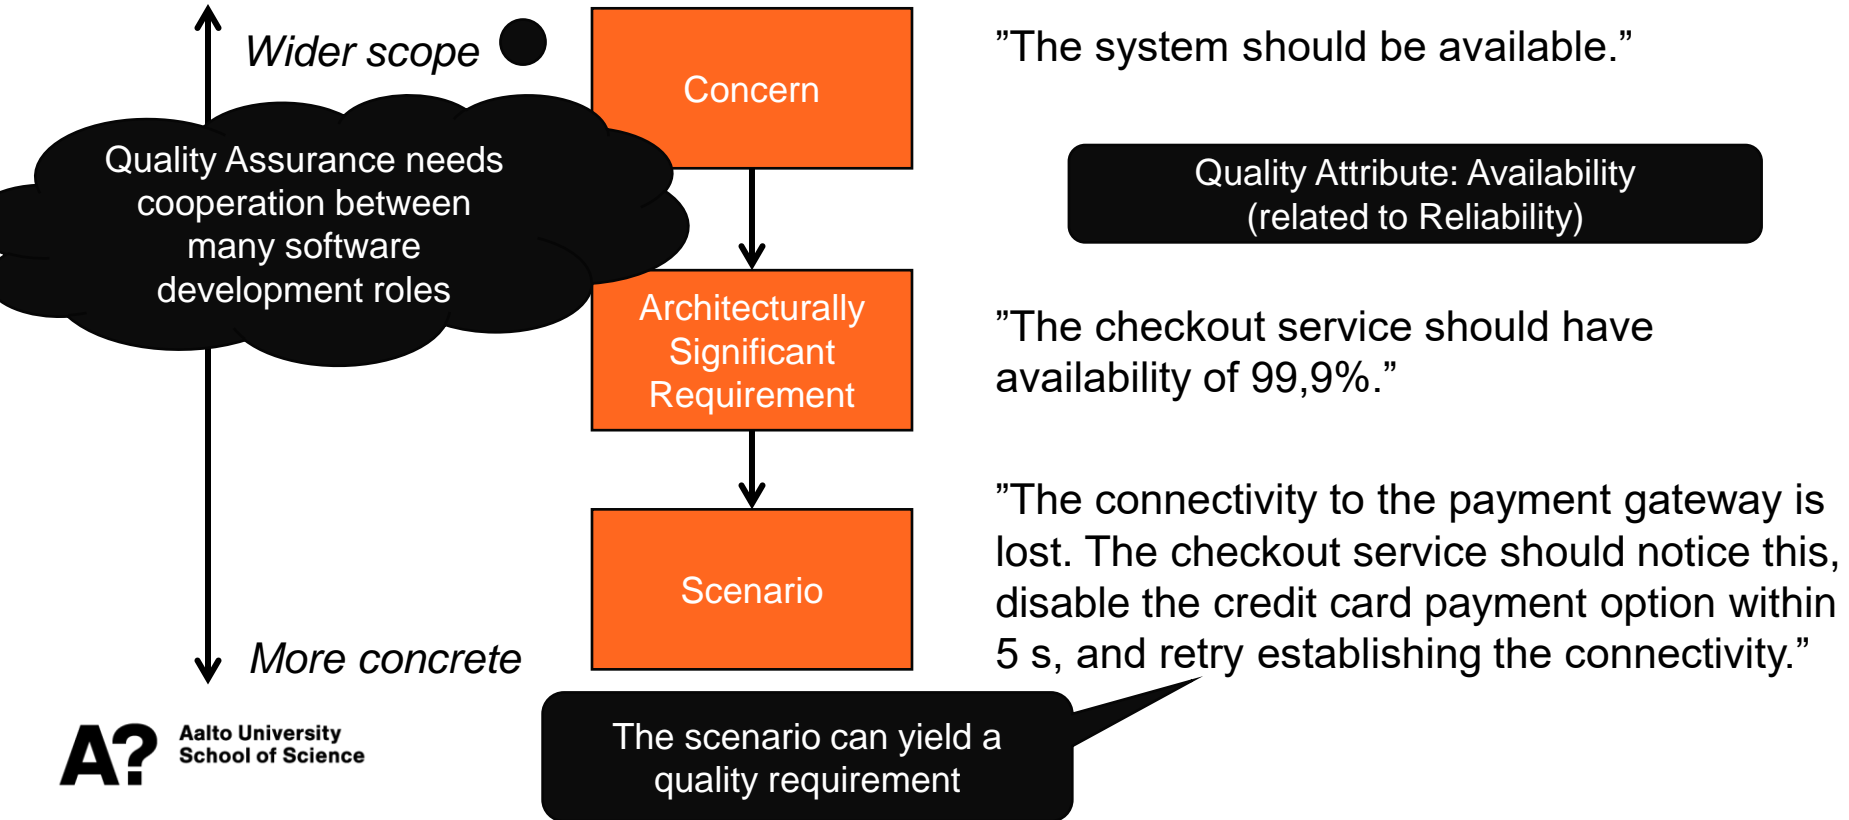 Wider scope
Concern
”The system should be available.”
Quality Assurance needs
cooperation between
many software
development roles
Quality Attribute: Availability
(related to Reliability)
Architecturally
Significant
Requirement
”The checkout service should have
availability of 99,9%.”
Scenario
”The connectivity to the payment gateway is
lost. The checkout service should notice this,
disable the credit card payment option within
5 s, and retry establishing the connectivity.”
More concrete
The scenario can yield a
quality requirement
A?
Aalto University
School of Science